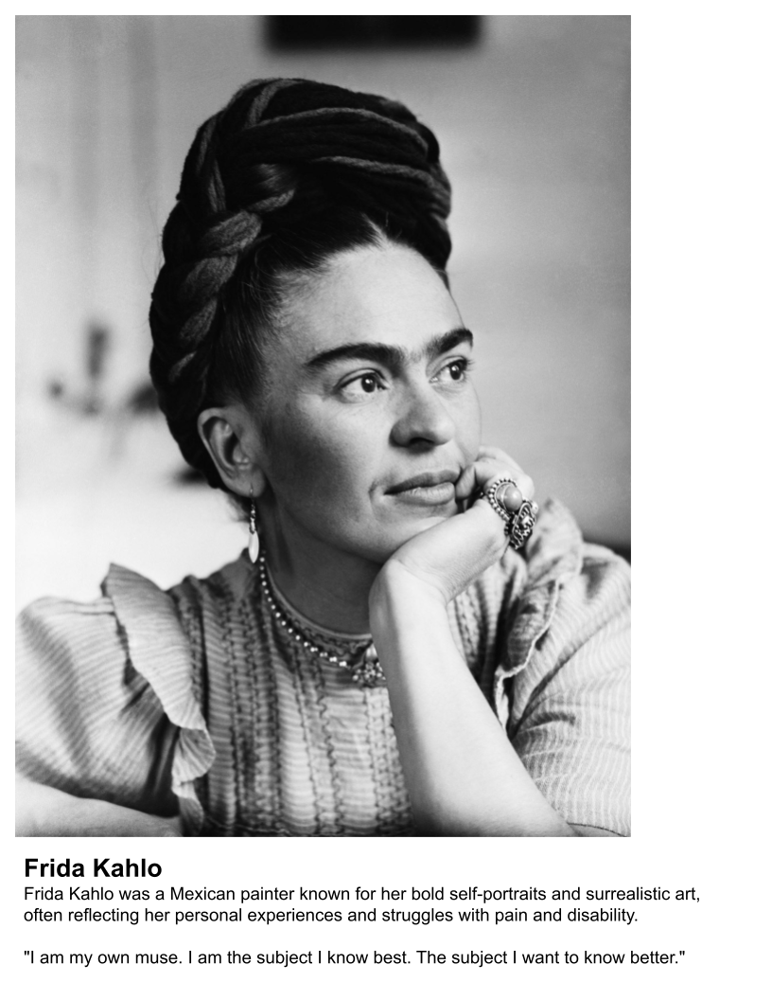 Frida Kahlo
Frida Kahlo was a Mexican painter known for her bold self-portraits and surrealistic art,
often reflecting her personal experiences and struggles with pain and disability.
"I am my own muse. I am the subject I know best. The subject I want to know better."